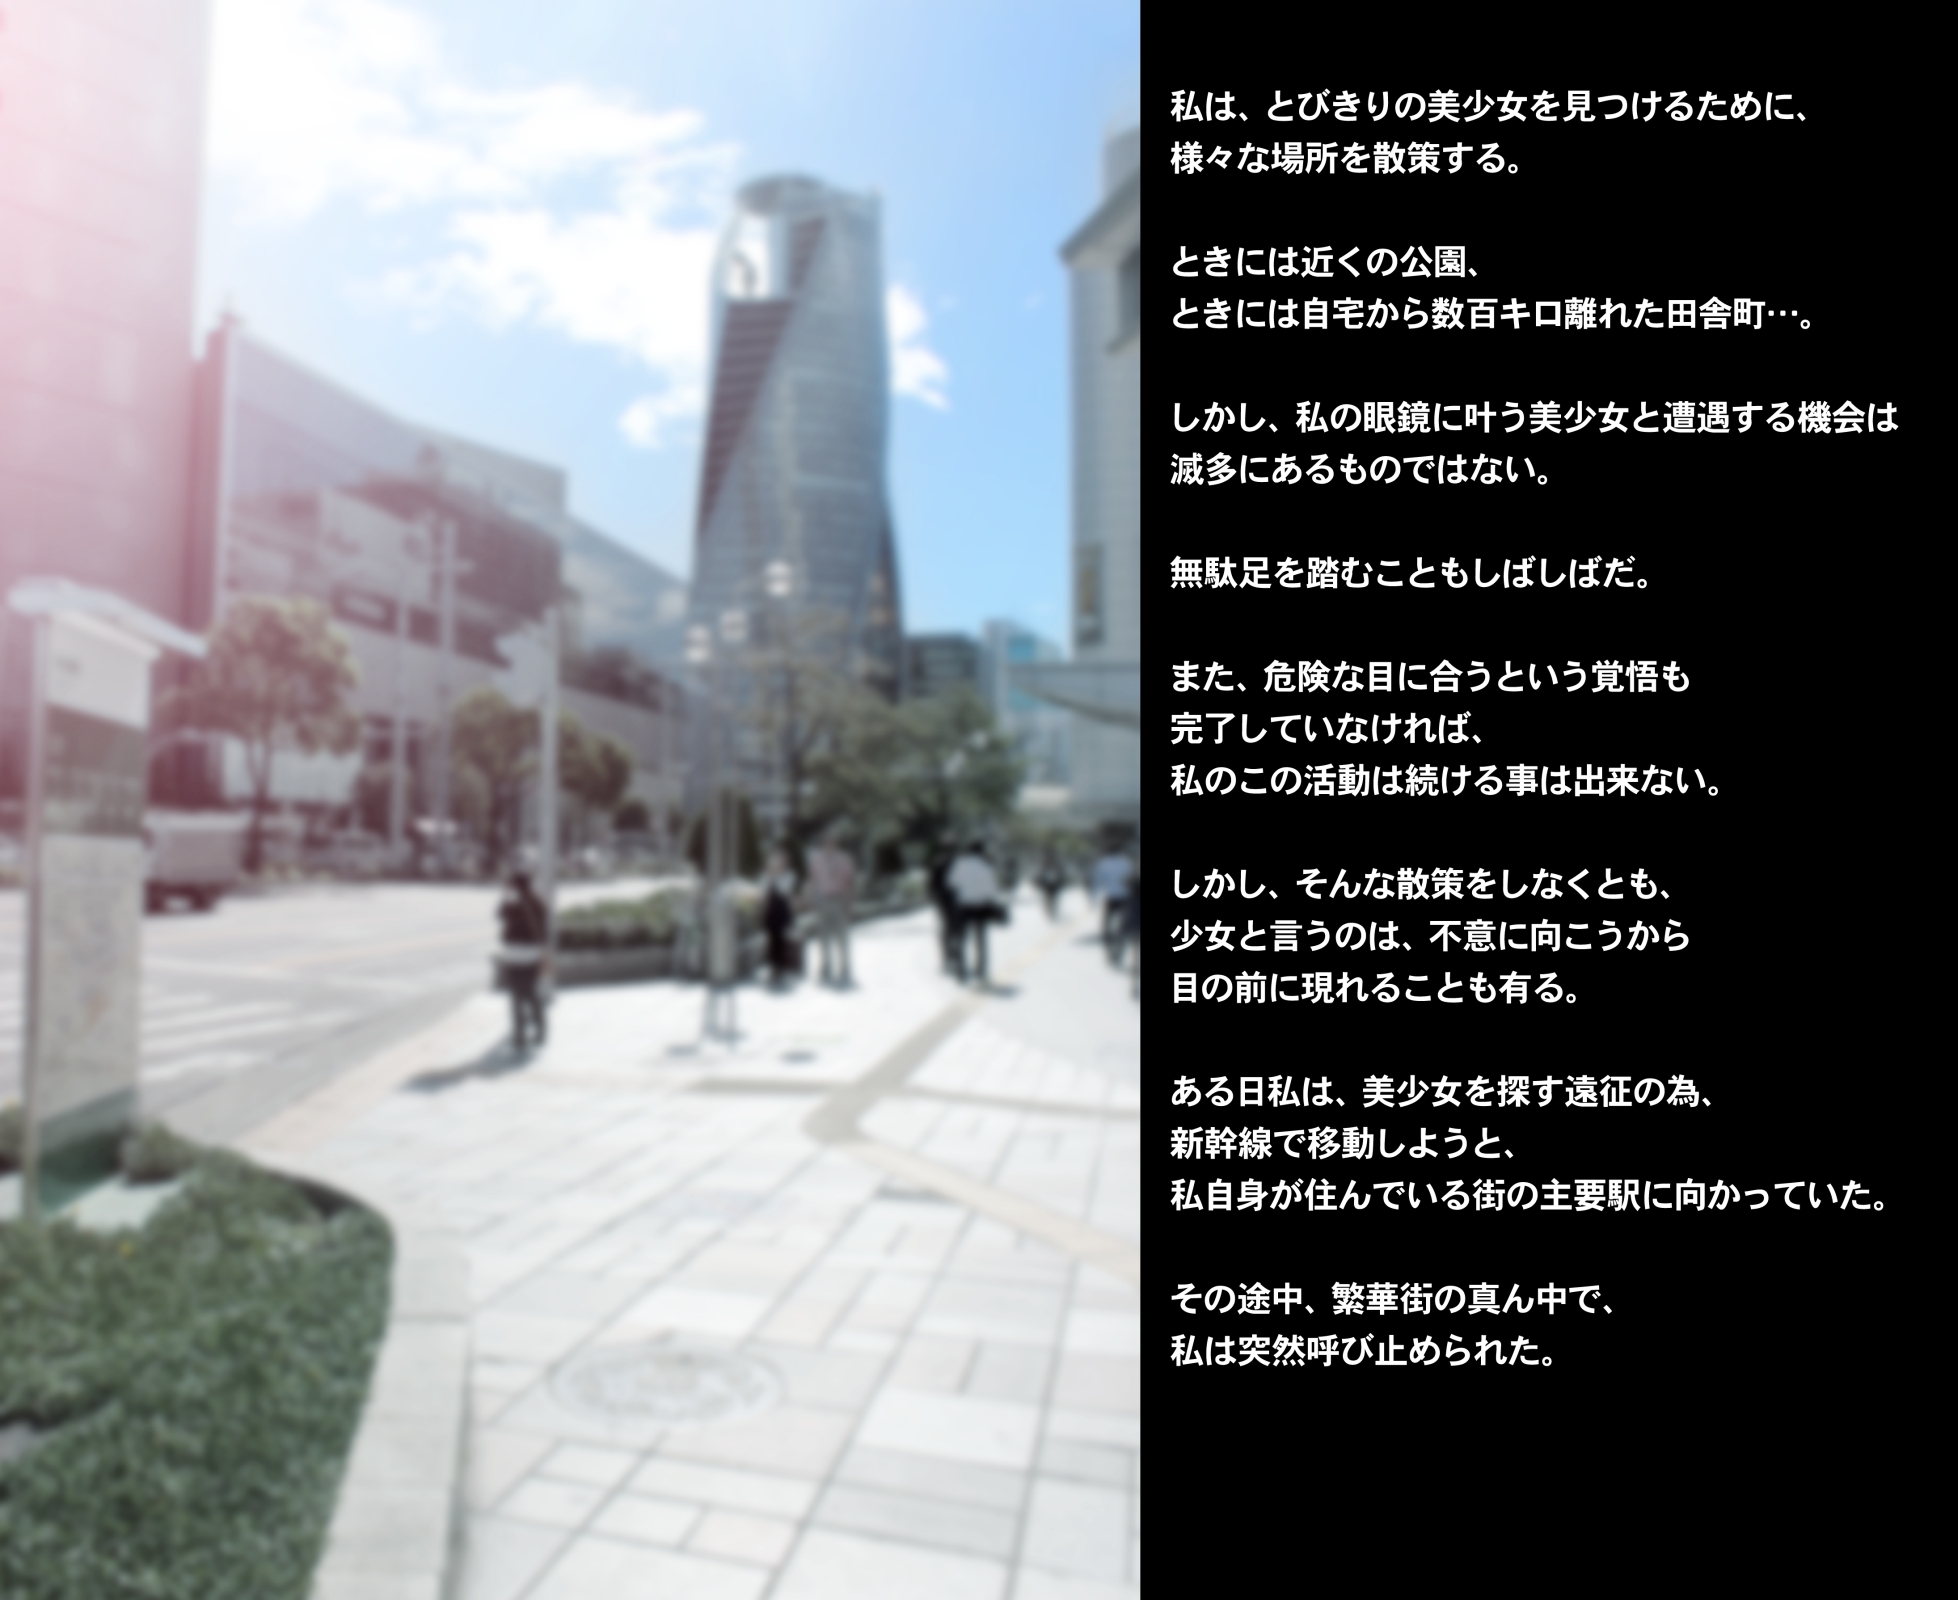 私は、とびきりの美少女を見つけるために、
様々な場所を散策する。
ときには近くの公園、
ときには自宅から数百キロ離れた田舎町…。
しかし、私の眼鏡に叶う美少女と遭遇する機会は
滅多にあるものではない。
無駄足を踏むこともしばしばだ。
また、危険な目に合うという覚悟も
完了していなければ、
私のこの活動は続ける事は出来ない。
しかし、そんな散策をしなくとも、
少女と言うのは、不意に向こうから
目の前に現れることも有る。
ある日私は、美少女を探す遠征の為、
新幹線で移動しようと、
私自身が住んでいる街の主要駅に向かっていた。
その途中、繁華街の真ん中で、
私は突然呼び止められた。